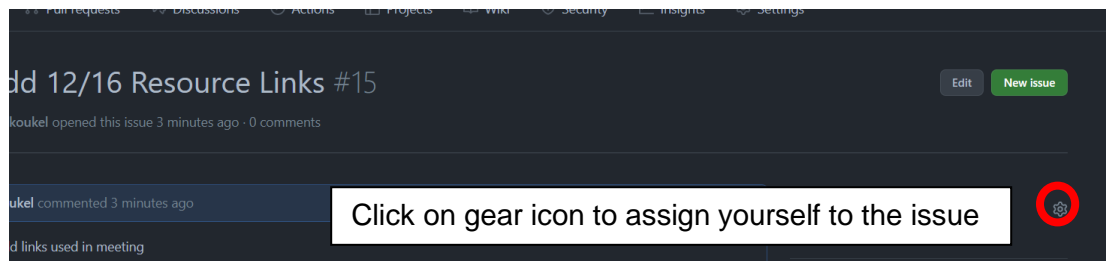 Pull requests Discussions Actions Projects Wiki Security Insights Settings
dd 12/16 Resource Links #15
Edit New issue
koukel opened this issue 3 minutes ago · 0 comments
ukel commented 3 minutes ago
Click on gear icon to assign yourself to the issue
d links used in meeting